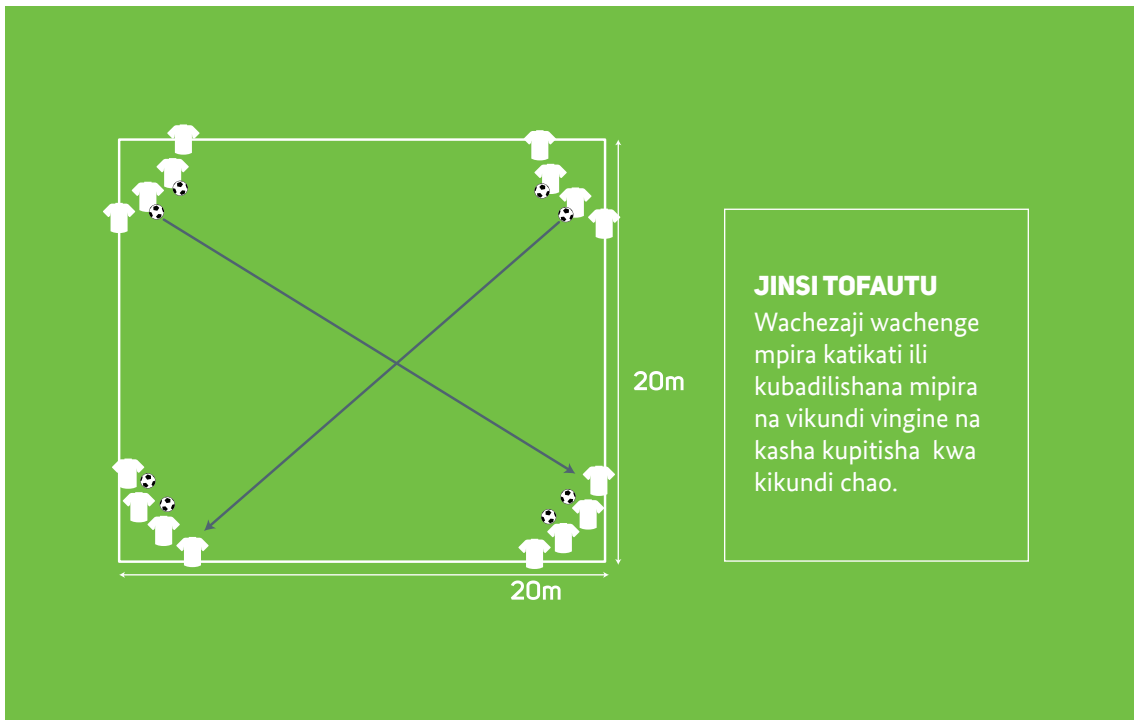 20m
20m
JINSI TOFAUTU
Wachezaji wachenge
mpira katikati ili
kubadilishana mipira
na vikundi vingine na
kasha kupitisha kwa
kikundi chao.